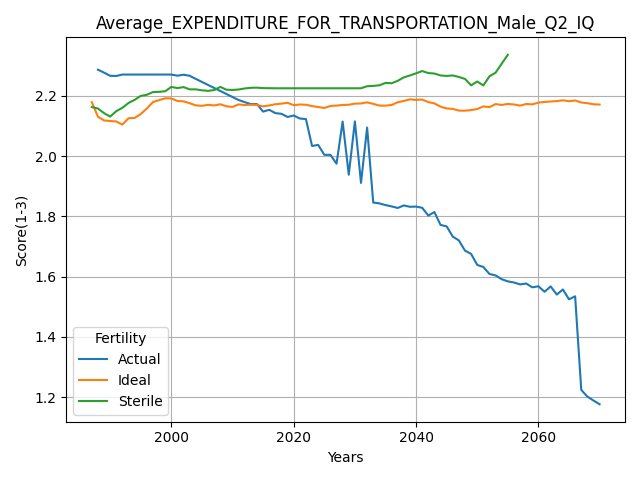 Average_EXPENDITURE_FOR_TRANSPORTATION_Male_Q2_IQ
Score(1-3)
2.2
2.0
1.8
1.6
1.4
1.2
Fertility
Actual
Ideal
Sterile
2000
2020
2040
2060
Years